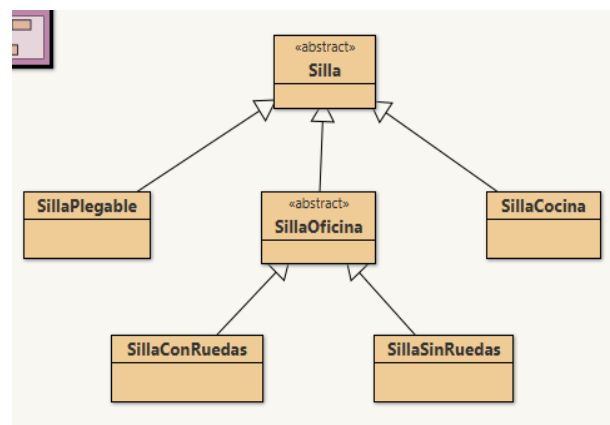 «abstract»
Silla
SillaPlegable
«abstract»
SillaOficina
SillaCocina
SillaConRuedas
SillaSinRuedas